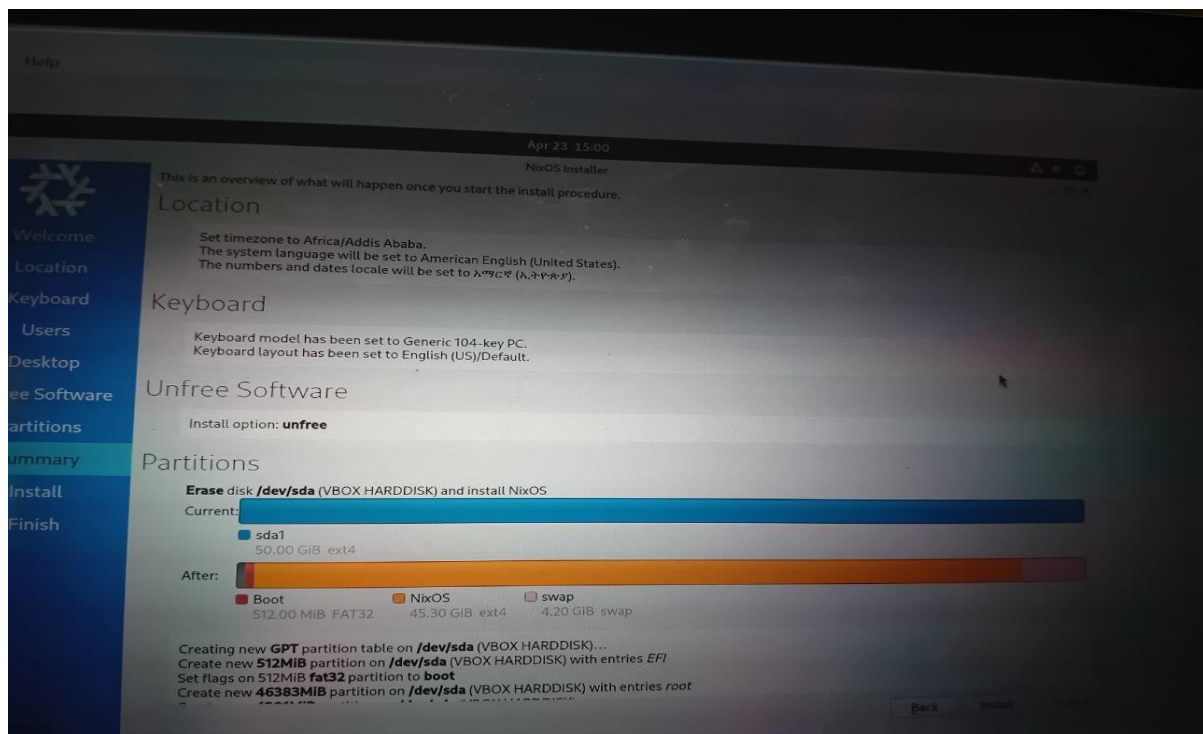 Help
Apr 23 15:00
NixOS Installer
This is an overview of what will happen once you start the install procedure.
Welcome
Location
Keyboard
Users
Desktop
ee Software
artitions
ummary
Install
Finish
Location
Set timezone to Africa/Addis Ababa.
The system language will be set to American English (United States).
The numbers and dates locale will be set to አማርኛ (ኢትዮጵያ).
Keyboard
Keyboard model has been set to Generic 104-key PC.
Keyboard layout has been set to English (US)/Default.
Unfree Software
Install option: unfree
Partitions
Erase disk /dev/sda (VBOX HARDDISK) and install NixOS
Current:
sda1
50.00 GiB ext4
After:
Boot NixOS swap
512.00 MiB FAT32 45.30 GiB ext4 4.20 GiB swap
Creating new GPT partition table on /dev/sda (VBOX HARDDISK)...
Create new 512MiB partition on /dev/sda (VBOX HARDDISK) with entries EFI
Set flags on 512MiB fat32 partition to boot
Create new 46383MiB partition on /dev/sda (VBOX HARDDISK) with entries root
Back Install